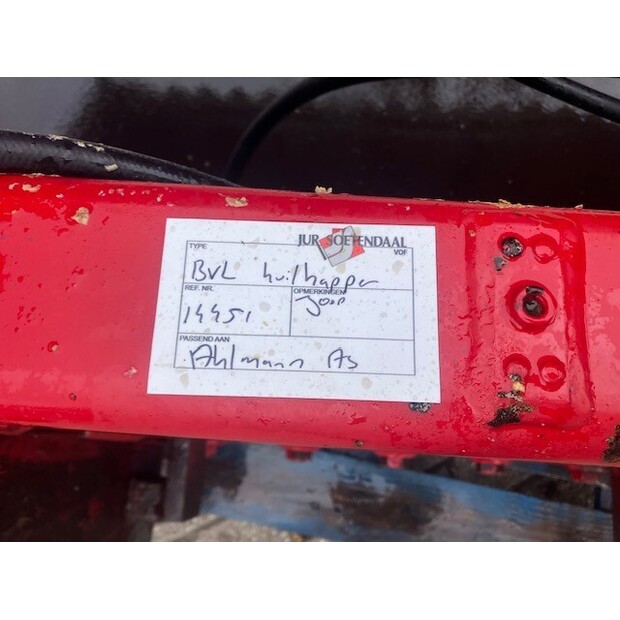 JUR SOETENDAAL
VOF
TYPE
BVL kuilhapper
REF. NR.
14451
OPMERKINGEN
Joop
PASSEND AAN
Ahlmann AS